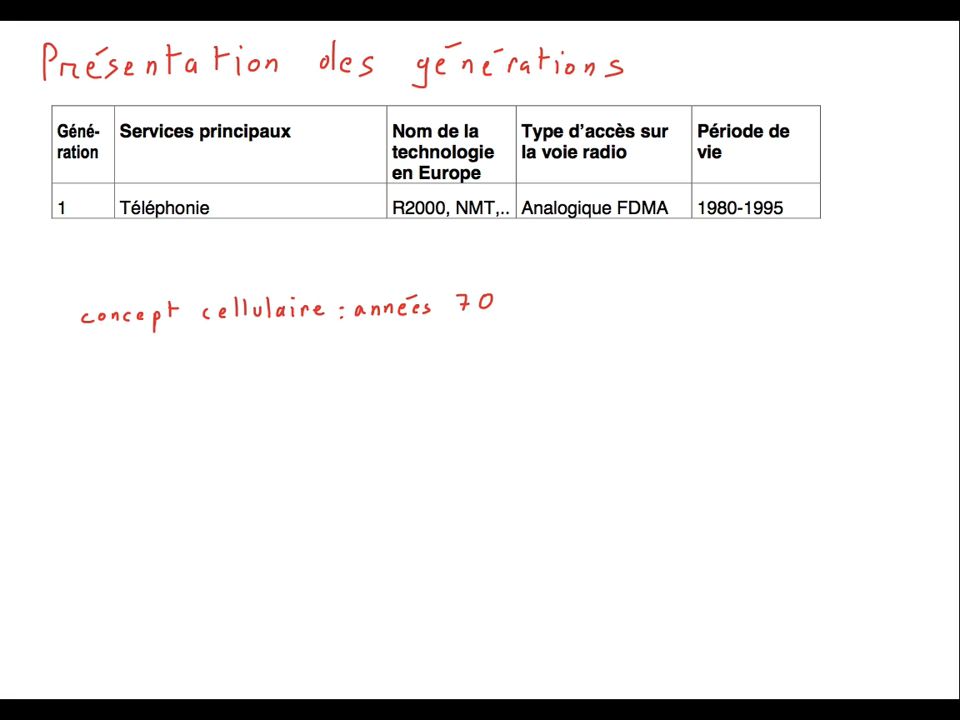 Présentation des générations
Géné-
ration
Services principaux
Nom de la
technologie
en Europe
Type d'accès sur
la voie radio
Période de
vie
1
Téléphonie
R2000, NMT,..
Analogique FDMA
1980-1995
concept cellulaire : années 70